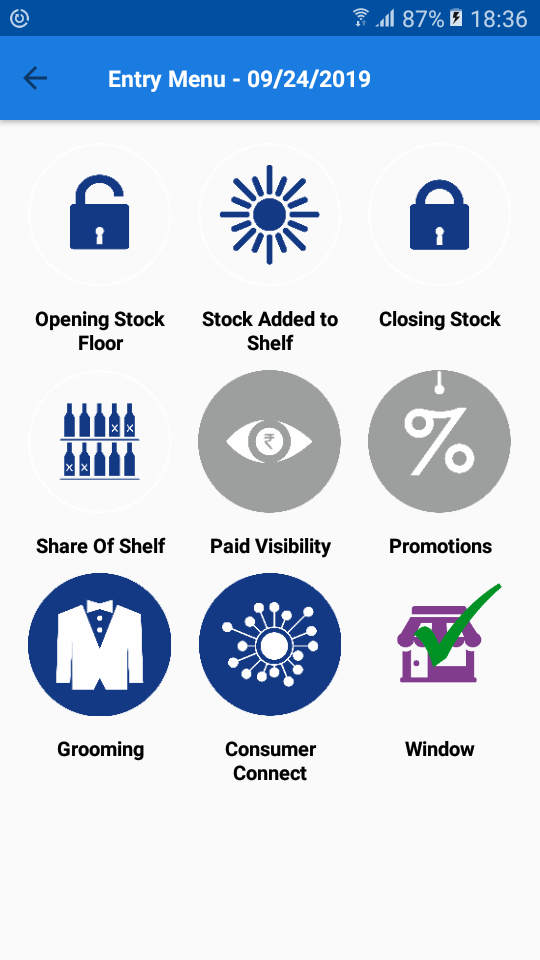 87% 18:36
Entry Menu - 09/24/2019
Opening Stock
Floor
Stock Added to
Shelf
Closing Stock
Share Of Shelf
₹
Paid Visibility
%
Promotions
Grooming
Consumer
Connect
Window